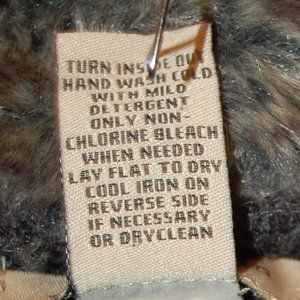 TURN INSIDE OUT
HAND WASH COLD
WITH MILD
DETERGENT
ONLY NON-
CHLORINE BLEACH
WHEN NEEDED
LAY FLAT TO DRY
COOL IRON ON
REVERSE SIDE
IF NECESSARY
OR DRYCLEAN